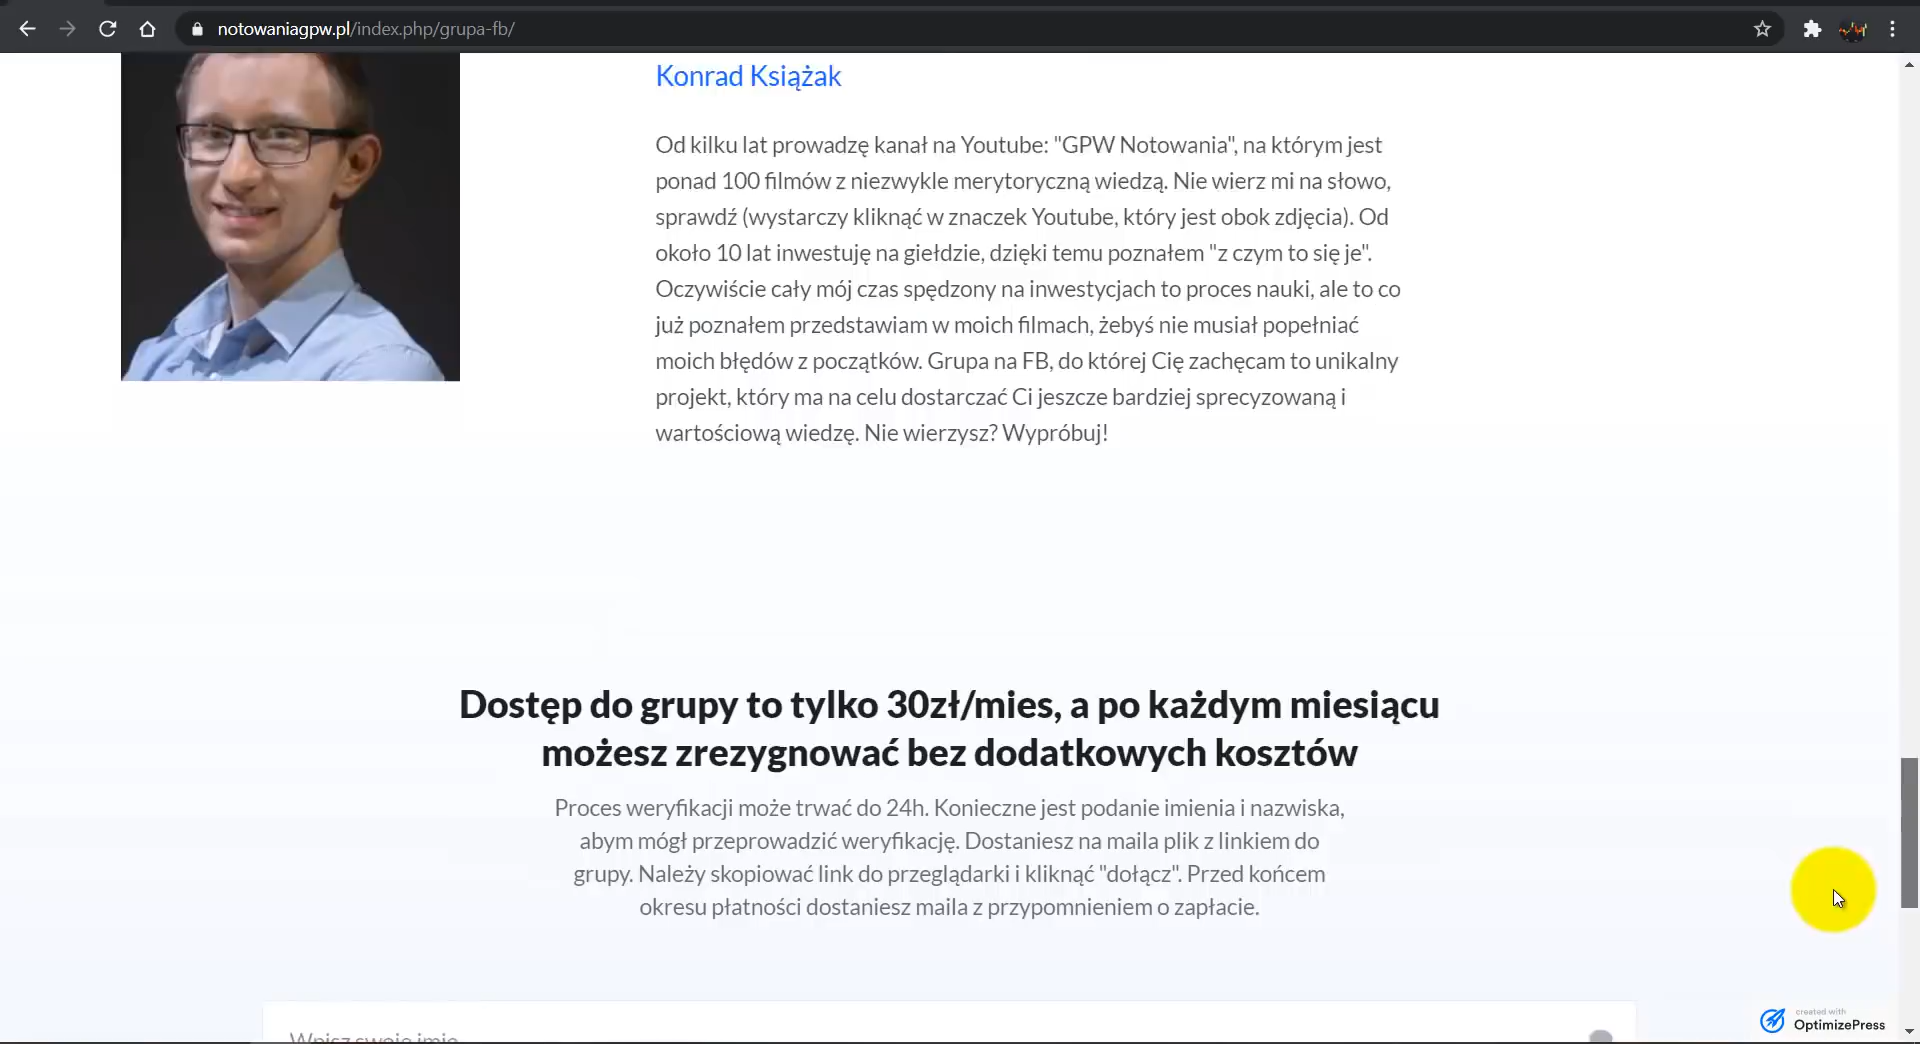 notowaniagpw.pl/index.php/grupa-fb/
Konrad Książak
Od kilku lat prowadzę kanał na Youtube: "GPW Notowania", na którym jest
ponad 100 filmów z niezwykle merytoryczną wiedzą. Nie wierz mi na słowo,
sprawdź (wystarczy kliknąć w znaczek Youtube, który jest obok zdjęcia). Od
około 10 lat inwestuję na giełdzie, dzięki temu poznałem "z czym to się je".
Oczywiście cały mój czas spędzony na inwestycjach to proces nauki, ale to co
już poznałem przedstawiam w moich filmach, żebyś nie musiał popełniać
moich błędów z początków. Grupa na FB, do której Cię zachęcam to unikalny
projekt, który ma na celu dostarczać Ci jeszcze bardziej sprecyzowaną i
wartościową wiedzę. Nie wierzysz? Wypróbuj!
Dostęp do grupy to tylko 30zł/mies, a po każdym miesiącu
możesz zrezygnować bez dodatkowych kosztów
Proces weryfikacji może trwać do 24h. Konieczne jest podanie imienia i nazwiska,
abym mógł przeprowadzić weryfikację. Dostaniesz na maila plik z linkiem do
grupy. Należy skopiować link do przeglądarki i kliknąć "dołącz". Przed końcem
okresu płatności dostaniesz maila z przypomnieniem o zapłacie.
Wpisz swoje imię
created with
OptimizePress